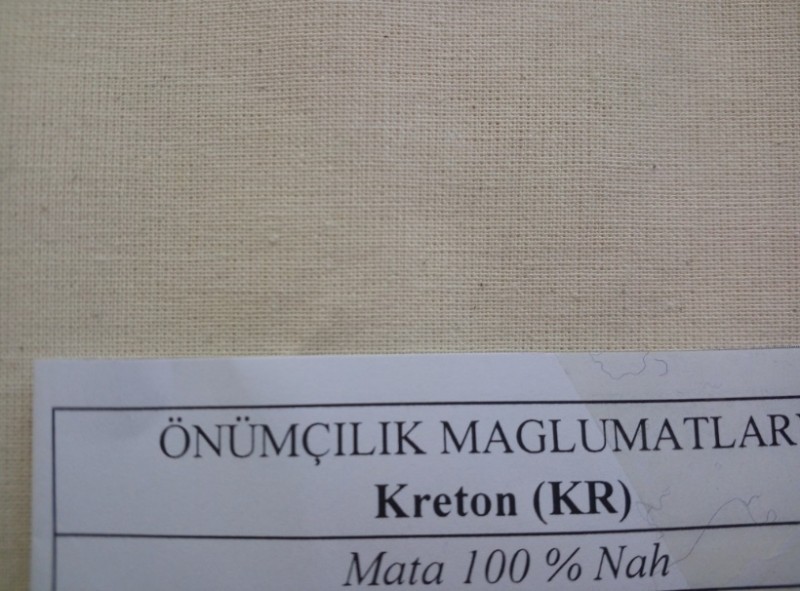 ÖNÜMÇILIK MAGLUMATLARY
Kreton (KR)
Mata 100 % Nah